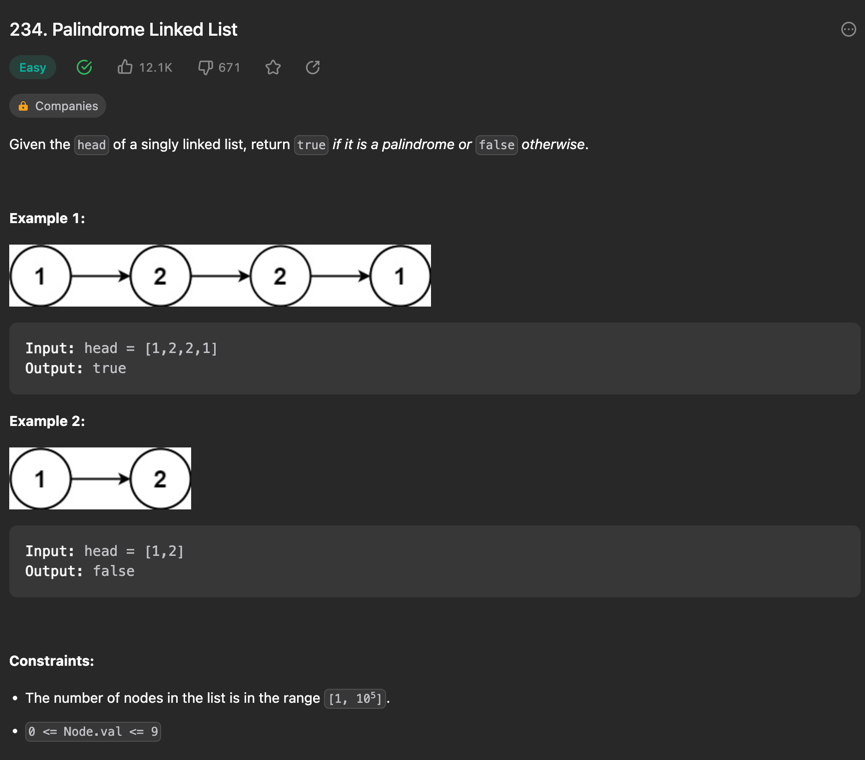 234. Palindrome Linked List
Easy 12.1K 671
Companies
Given the head of a singly linked list, return true if it is a palindrome or false otherwise.
Example 1:
1 2 2 1
Input: head = [1,2,2,1]
Output: true
Example 2:
1 2
Input: head = [1,2]
Output: false
Constraints:
• The number of nodes in the list is in the range [1, 10⁵].
• 0 <= Node.val <= 9